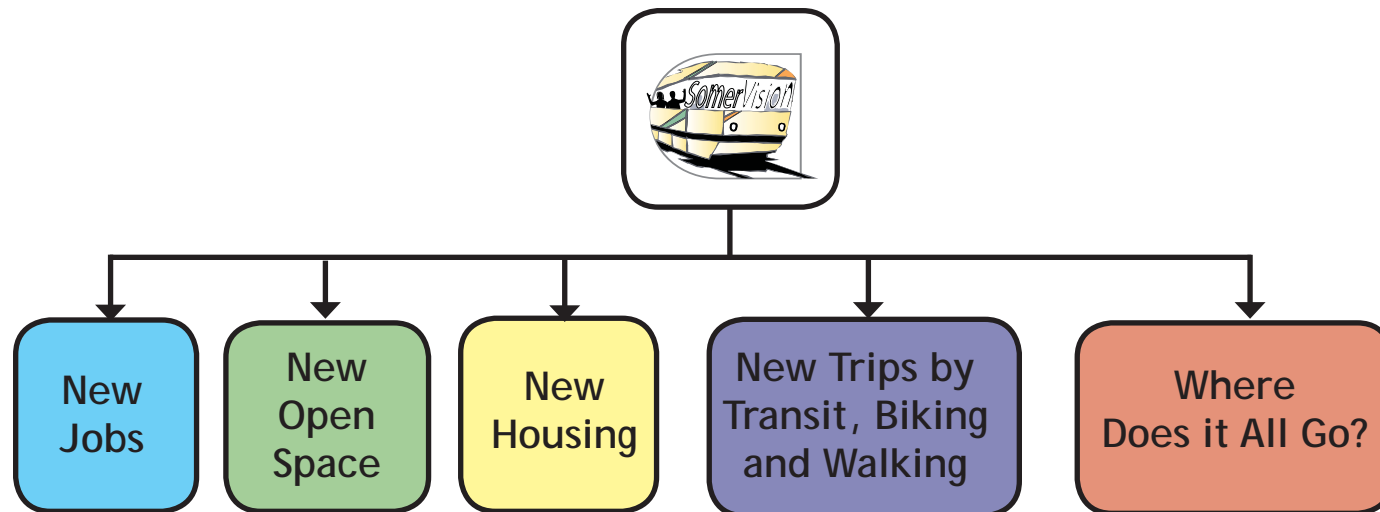 SomerVision
New
Jobs
New
Open
Space
New
Housing
New Trips by
Transit, Biking
and Walking
Where
Does it All Go?